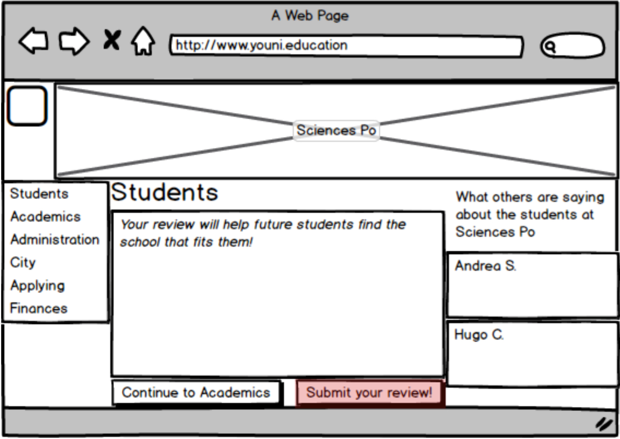 A Web Page
http://www.youni.education
Sciences Po
Students
Academics
Administration
City
Applying
Finances
Students
Your review will help future students find the
school that fits them!
Continue to Academics
Submit your review!
What others are saying
about the students at
Sciences Po
Andrea S.
Hugo C.